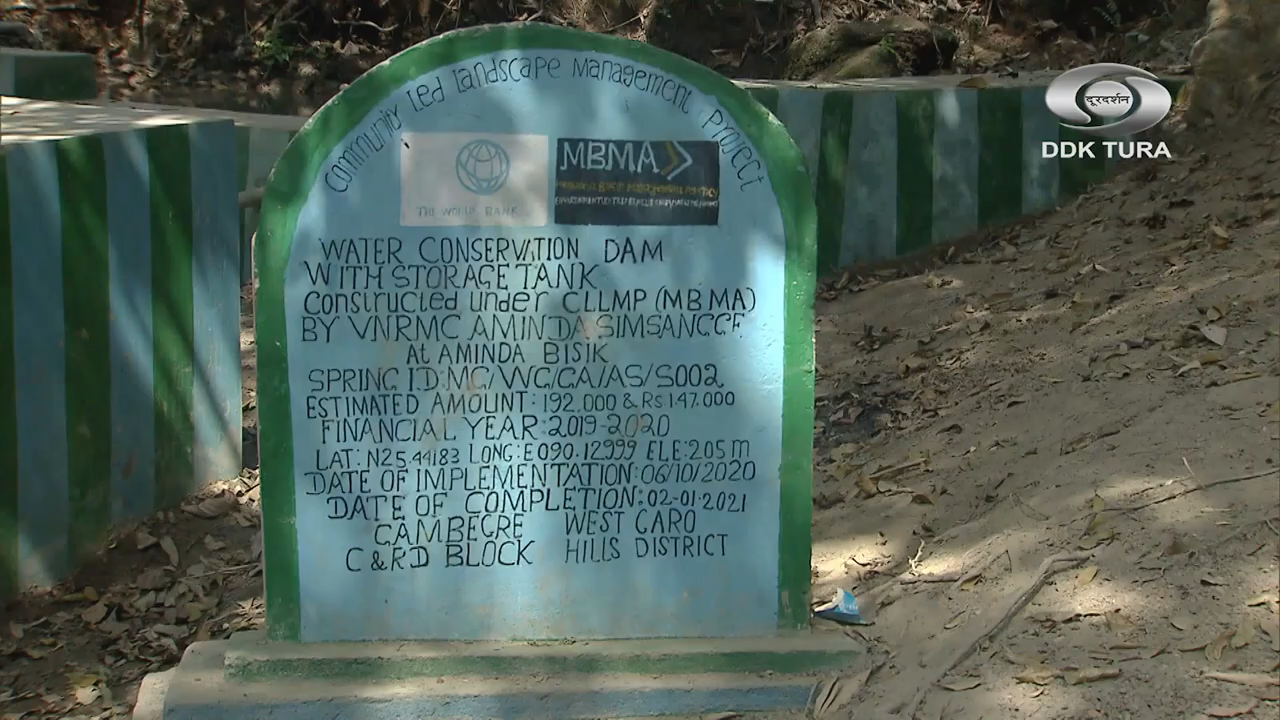 Community Led Landscape Management Project
THE WORLD BANK
MBMA
WATER CONSERVATION DAM
WITH STORAGE TANK
Constructed under CLLMP (MBMA)
BY VNRMC AMINDA SIMSANGGE
At AMINDA BISIK
SPRING I.D:MG/WG/GA/AS/S002
ESTIMATED AMOUNT: 192.000 & RS 147.000
FINANCIAL YEAR:2019-2020
LAT: N25.44183 LONG: E090.12999 ELE:205m
DATE OF IMPLEMENTATION:06/10/2020
DATE OF COMPLETION:02-01-2021
GAMBEGRE WEST GARO
C&RD BLOCK HILLS DISTRICT
दूरदर्शन
DDK TURA